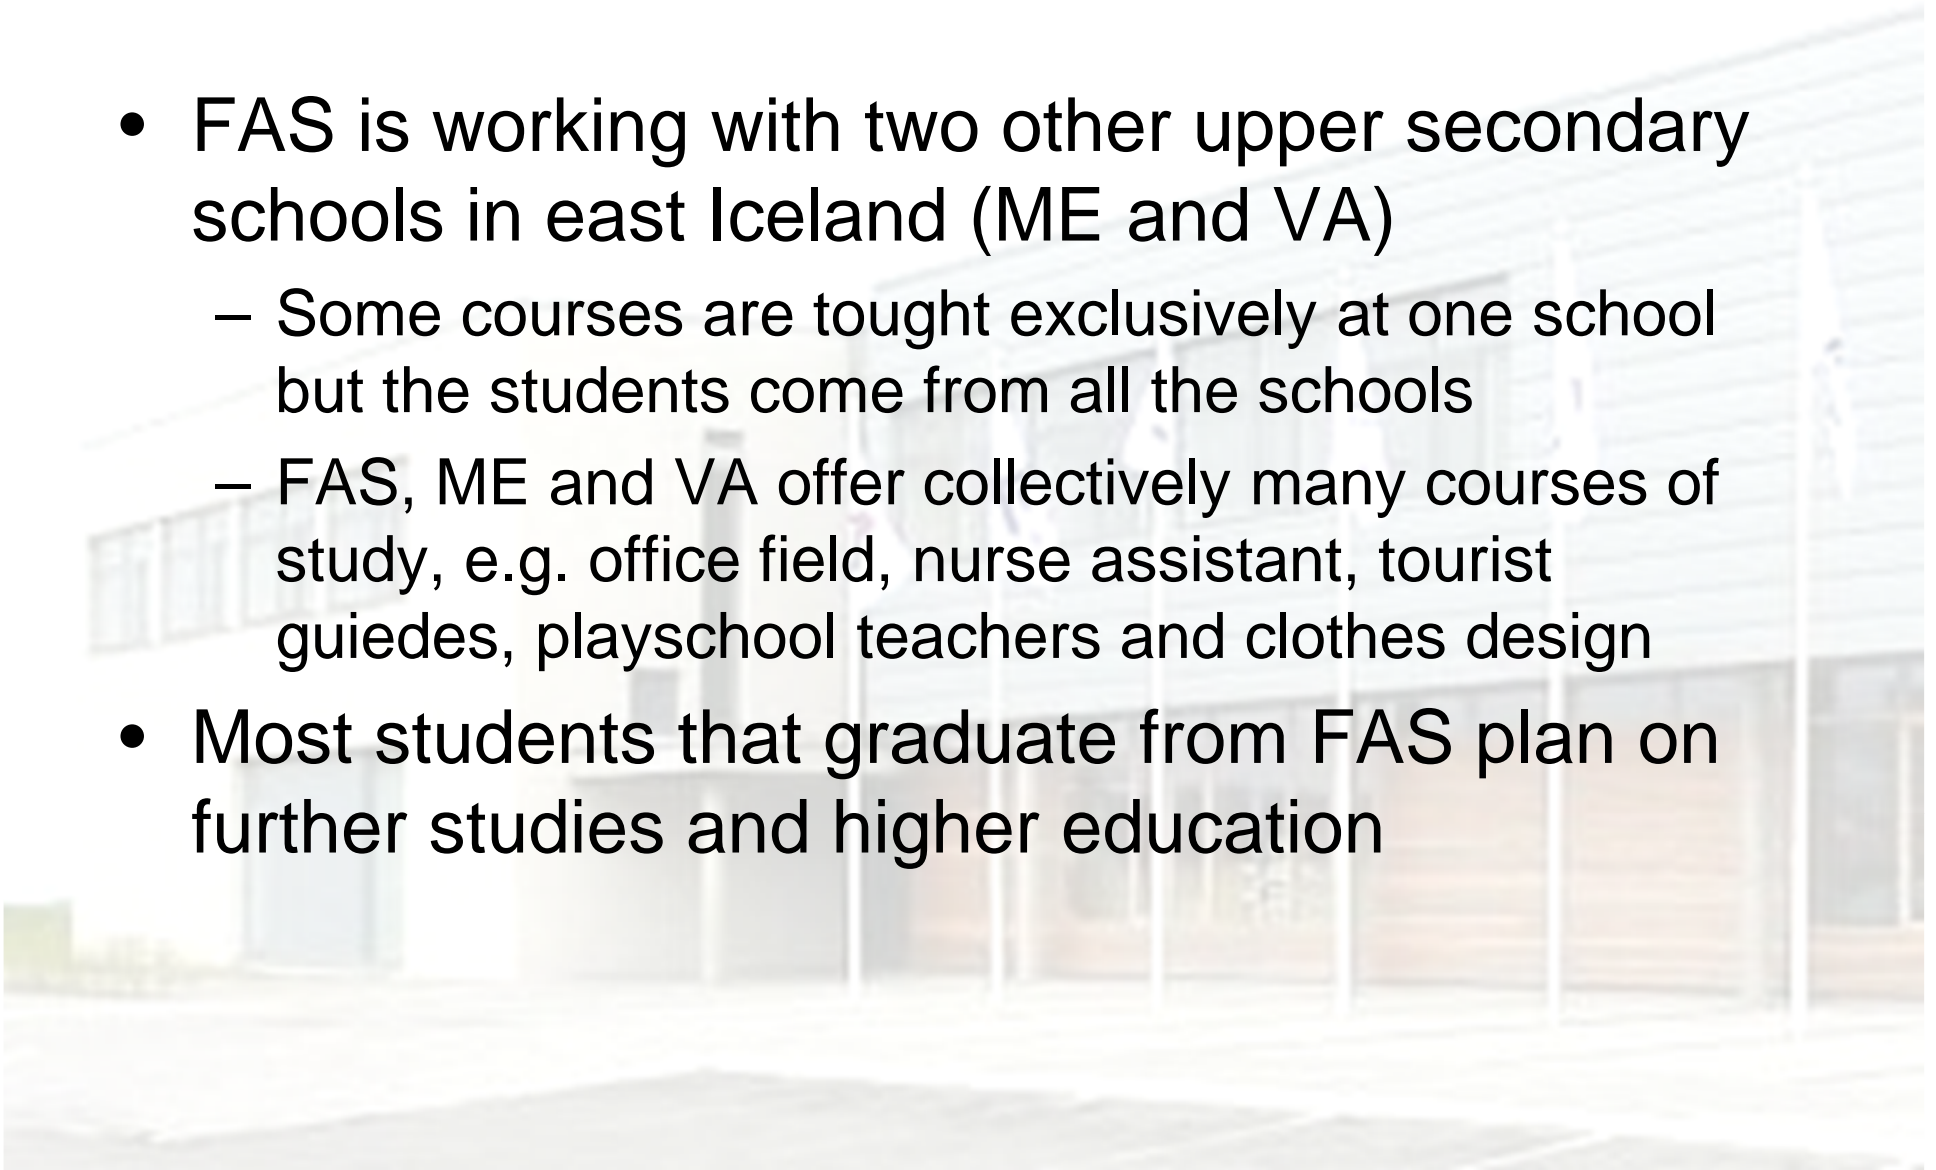 • FAS is working with two other upper secondary
schools in east Iceland (ME and VA)
– Some courses are tought exclusively at one school
but the students come from all the schools
– FAS, ME and VA offer collectively many courses of
study, e.g. office field, nurse assistant, tourist
guiedes, playschool teachers and clothes design
• Most students that graduate from FAS plan on
further studies and higher education